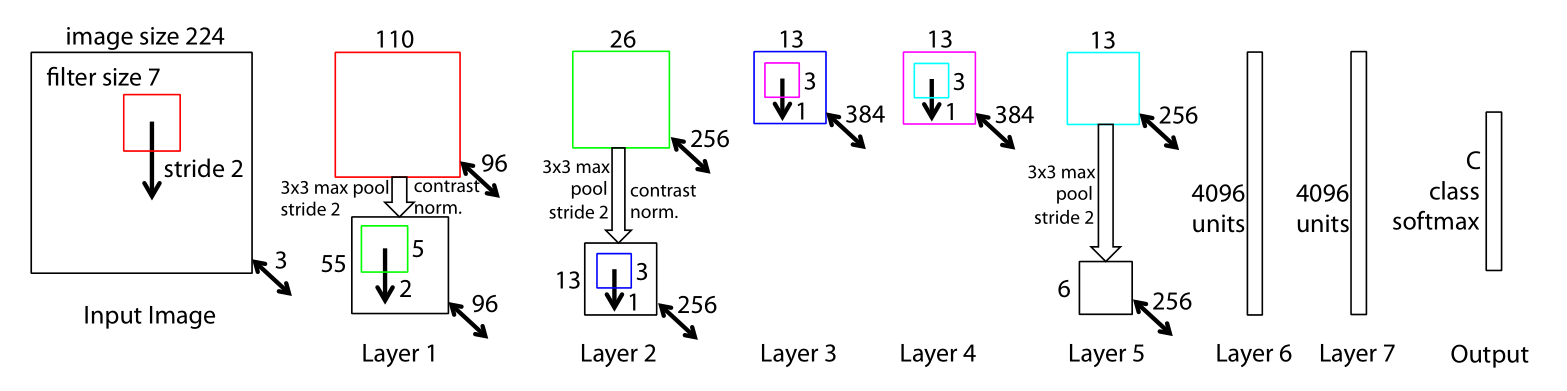 image size 224
filter size 7
stride 2
3
Input Image
110
96
3x3 max pool
stride 2
contrast
norm.
55
5
2
96
Layer 1
26
256
3x3 max
pool
stride 2
contrast
norm.
13
3
1
256
Layer 2
13
3
1
384
Layer 3
13
3
1
384
Layer 4
13
256
3x3 max
pool
stride 2
6
256
Layer 5
4096
units
Layer 6
4096
units
Layer 7
C
class
softmax
Output